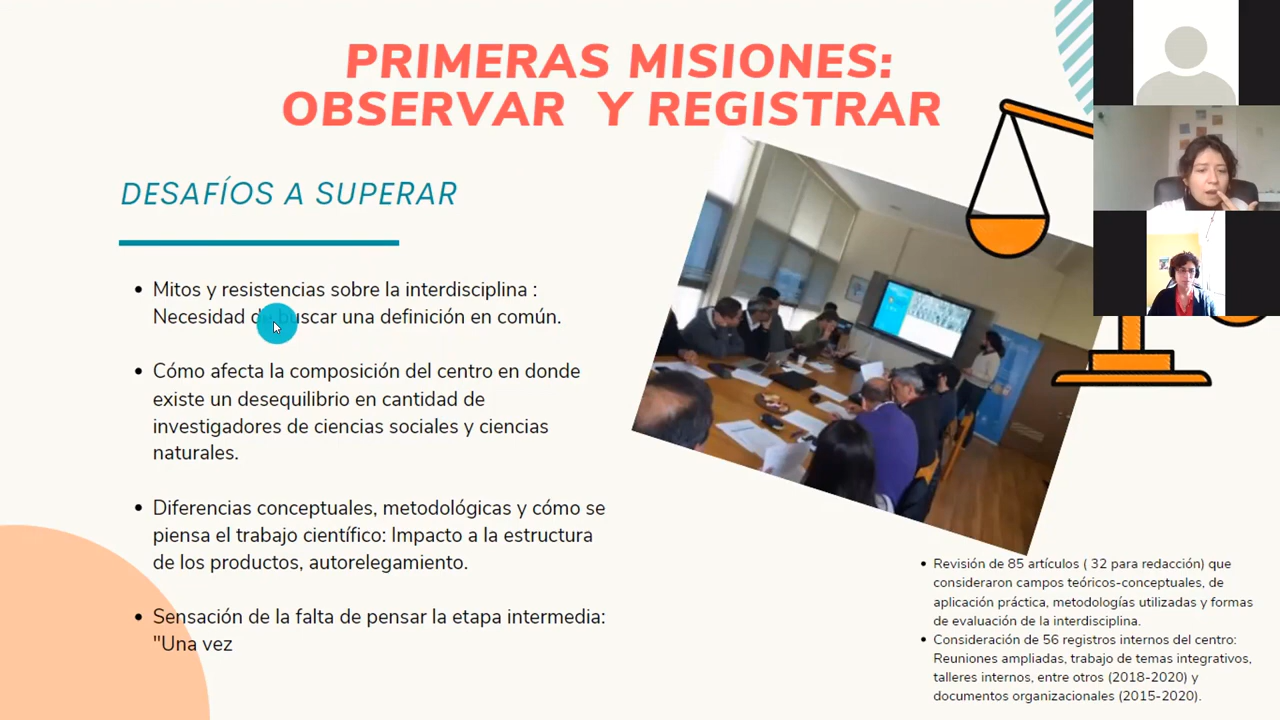 PRIMERAS MISIONES:
OBSERVAR Y REGISTRAR
DESAFÍOS A SUPERAR
• Mitos y resistencias sobre la interdisciplina :
Necesidad de buscar una definición en común.
• Cómo afecta la composición del centro en donde
existe un desequilibrio en cantidad de
investigadores de ciencias sociales y ciencias
naturales.
• Diferencias conceptuales, metodológicas y cómo se
piensa el trabajo científico: Impacto a la estructura
de los productos, autorelegamiento.
• Sensación de la falta de pensar la etapa intermedia:
"Una vez
• Revisión de 85 artículos ( 32 para redacción) que
consideraron campos teóricos-conceptuales, de
aplicación práctica, metodologías utilizadas y formas
de evaluación de la interdisciplina.
• Consideración de 56 registros internos del centro:
Reuniones ampliadas, trabajo de temas integrativos,
talleres internos, entre otros (2018-2020) y
documentos organizacionales (2015-2020).